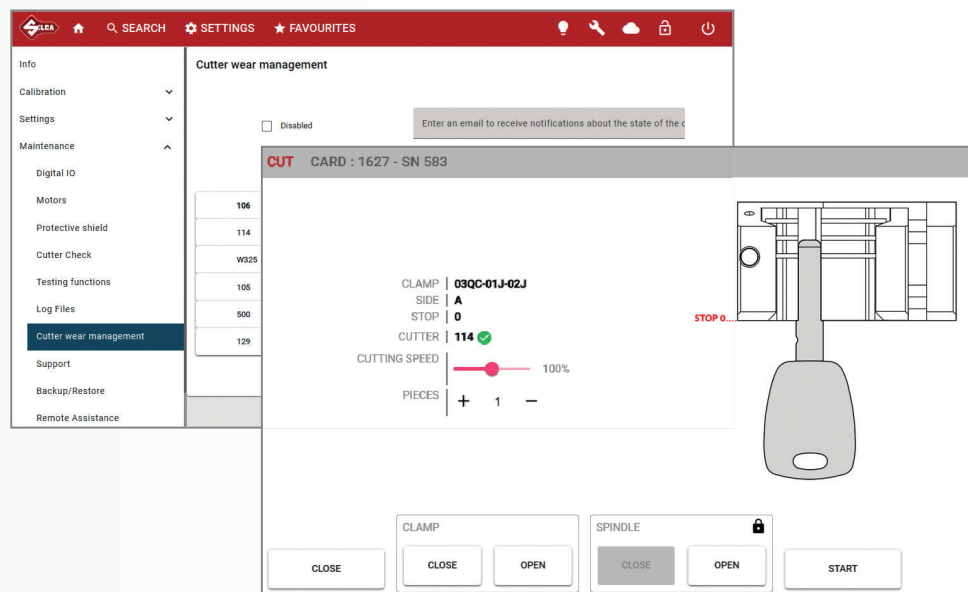 SILCA
SEARCH
SETTINGS
FAVOURITES
Info
Calibration
Settings
Maintenance
Digital IO
Motors
Protective shield
Cutter Check
Testing functions
Log Files
Cutter wear management
Support
Backup/Restore
Remote Assistance
Cutter wear management
Disabled
Enter an email to receive notifications about the state of the c
106
114
W325
105
500
129
CUT CARD : 1627 - SN 583
CLAMP 03QC-01J-02J
SIDE A
STOP 0
CUTTER 114
CUTTING SPEED 100%
PIECES + 1 −
STOP 0
CLOSE
CLAMP
CLOSE OPEN
SPINDLE
CLOSE OPEN
START